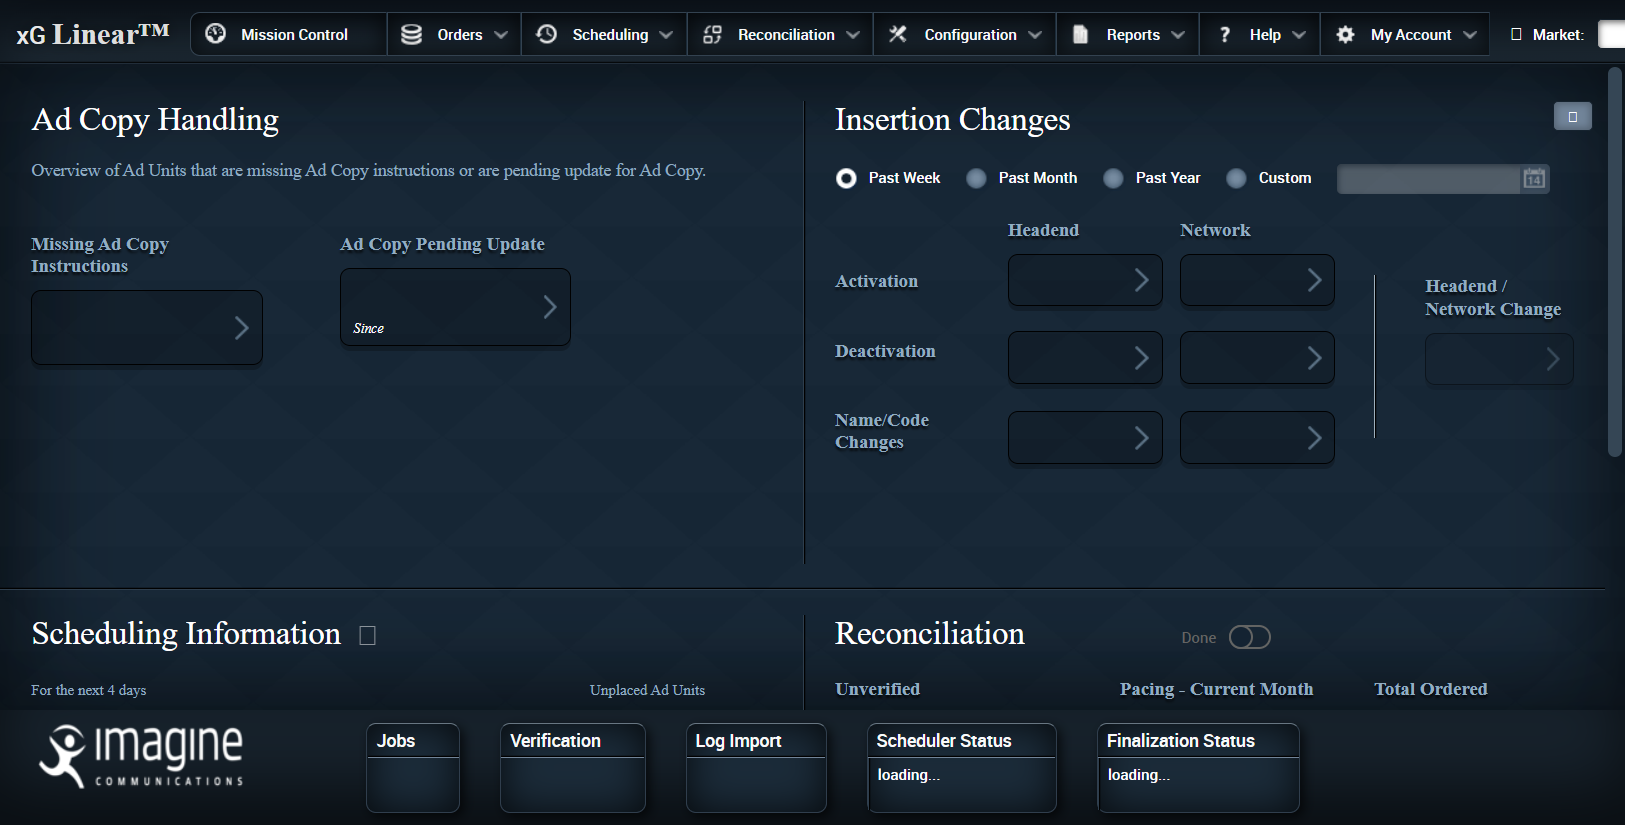 xG Linear™
Mission Control
Orders
Scheduling
Reconciliation
Configuration
Reports
Help
My Account
Market:
Ad Copy Handling
Overview of Ad Units that are missing Ad Copy instructions or are pending update for Ad Copy.
Missing Ad Copy
Instructions
Ad Copy Pending Update
Since
Insertion Changes
Past Week
Past Month
Past Year
Custom
14
Headend
Network
Activation
Deactivation
Name/Code
Changes
Headend /
Network Change
Scheduling Information
For the next 4 days
Unplaced Ad Units
Reconciliation
Done
Unverified
Pacing - Current Month
Total Ordered
imagine
COMMUNICATIONS
Jobs
Verification
Log Import
Scheduler Status
loading...
Finalization Status
loading...